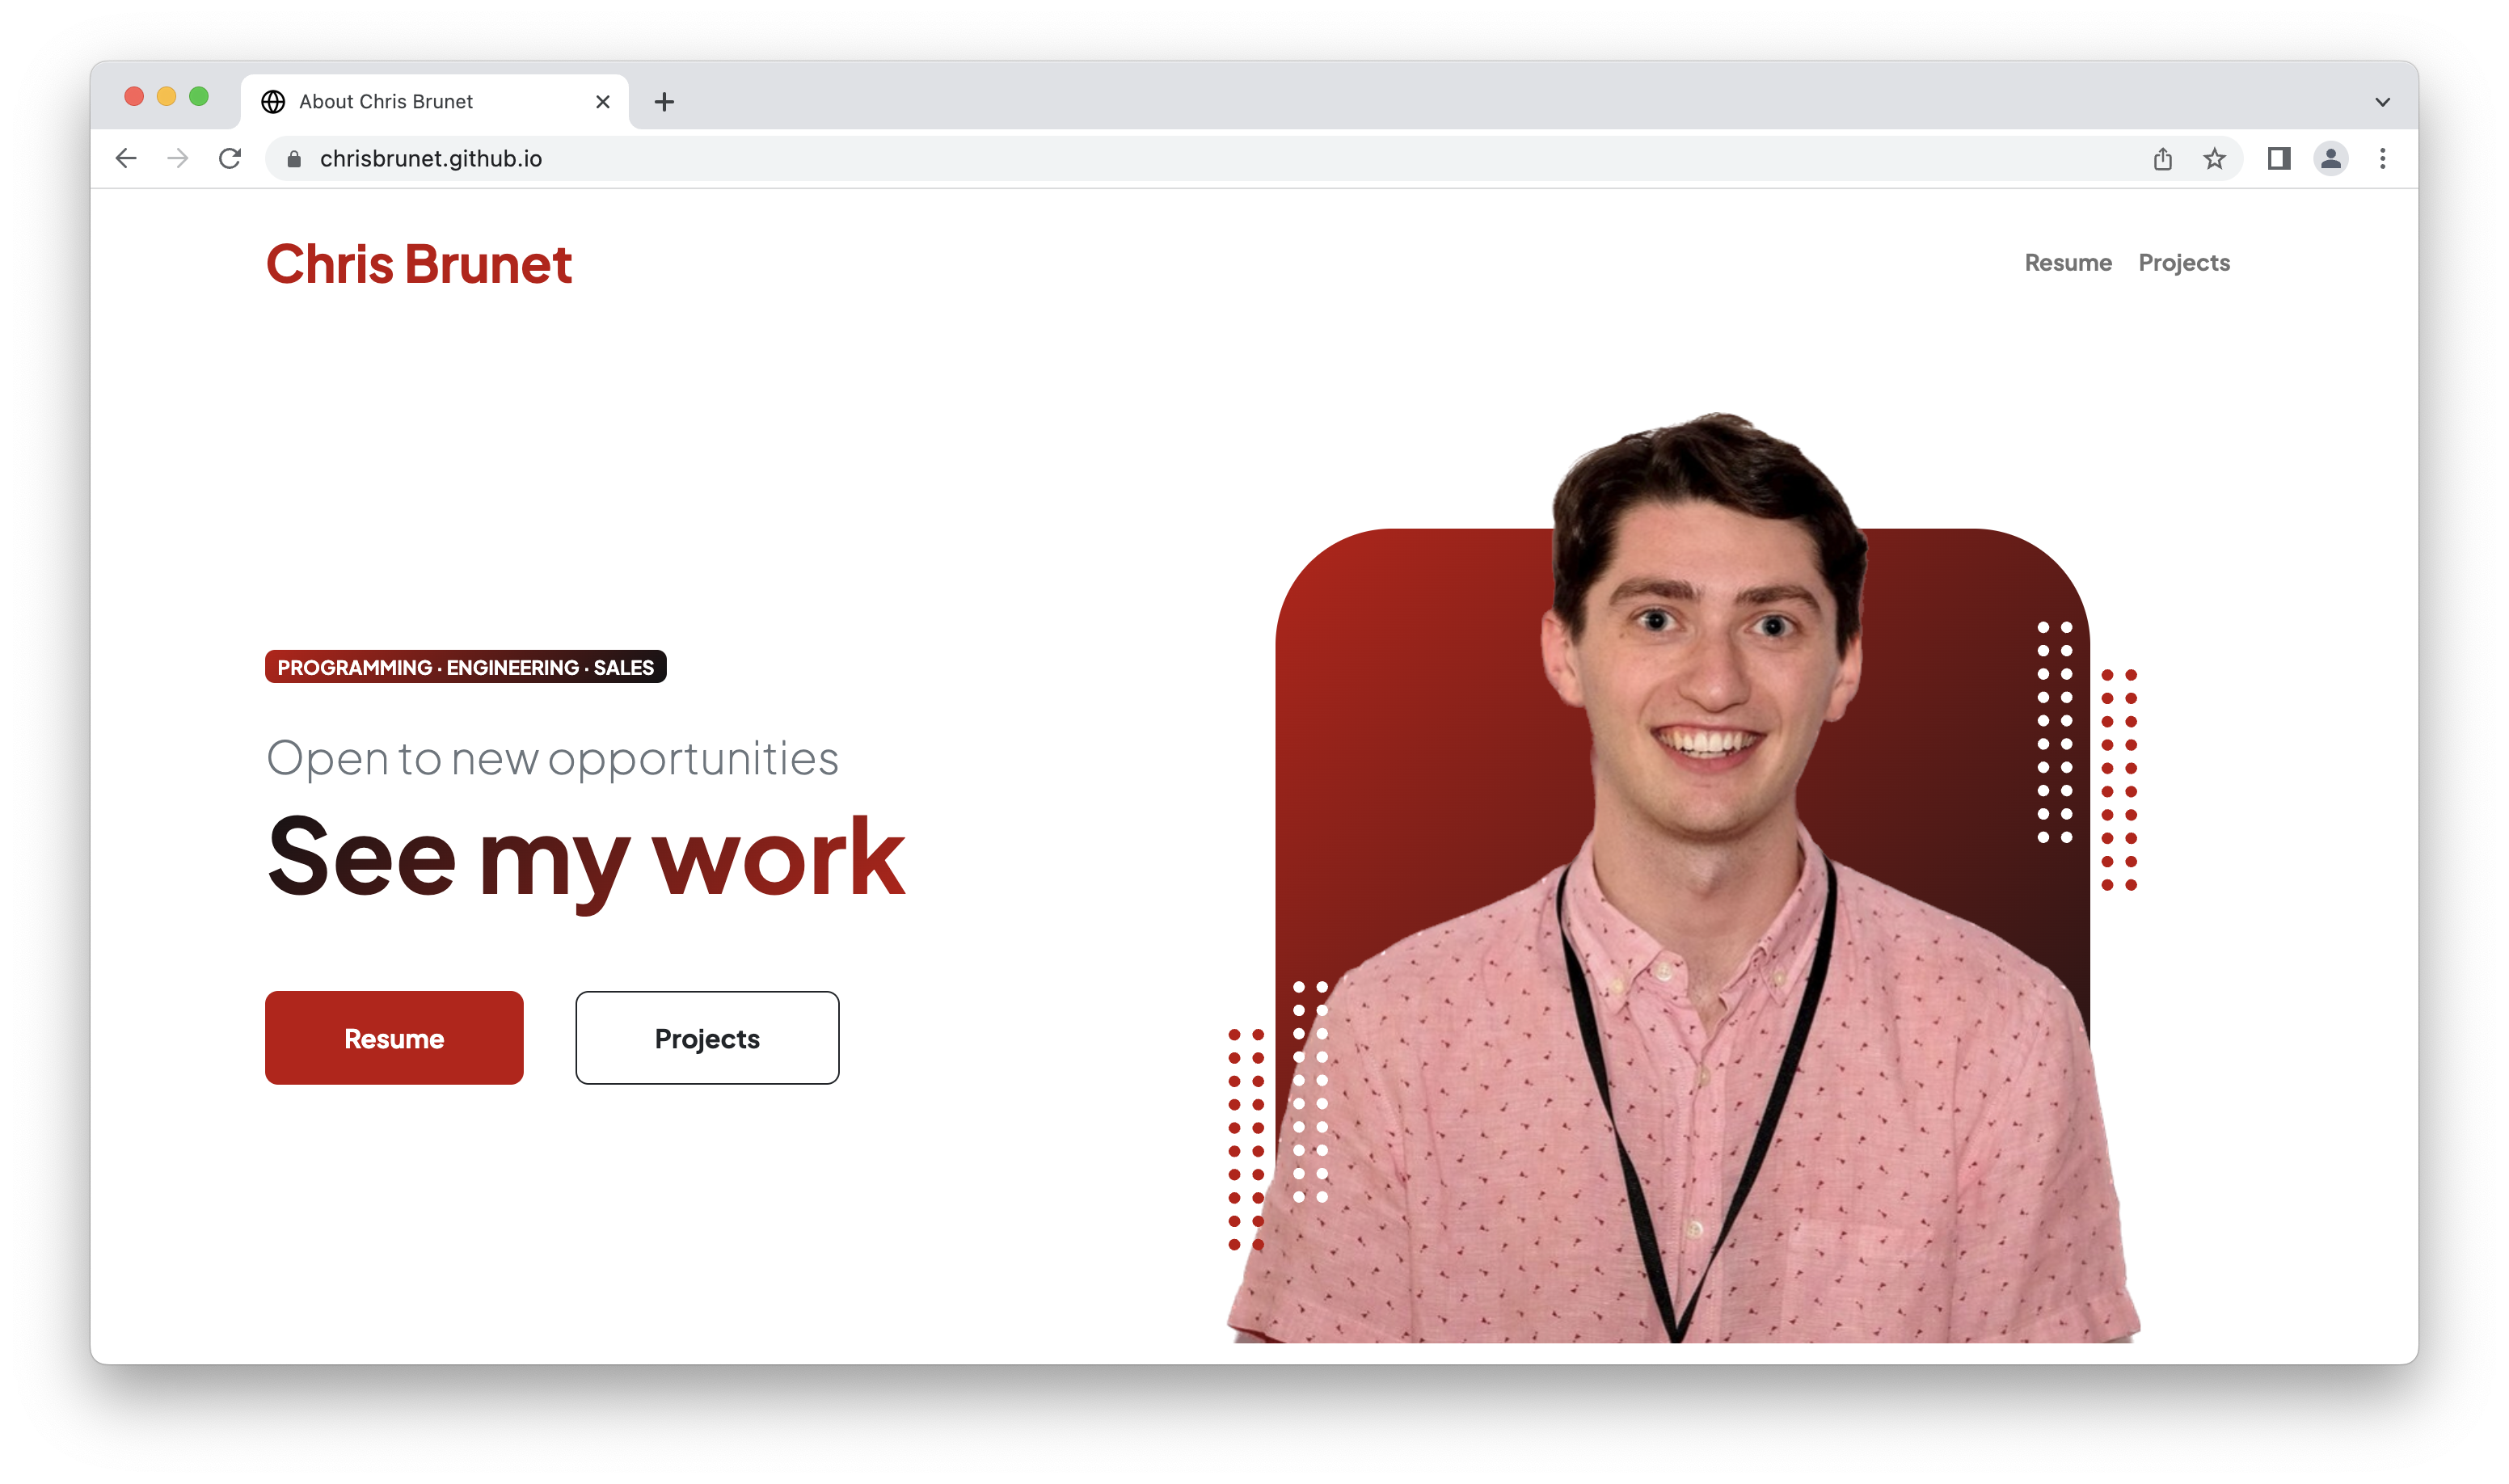 About Chris Brunet
chrisbrunet.github.io
Chris Brunet
Resume Projects
PROGRAMMING · ENGINEERING · SALES
Open to new opportunities
See my work
Resume
Projects